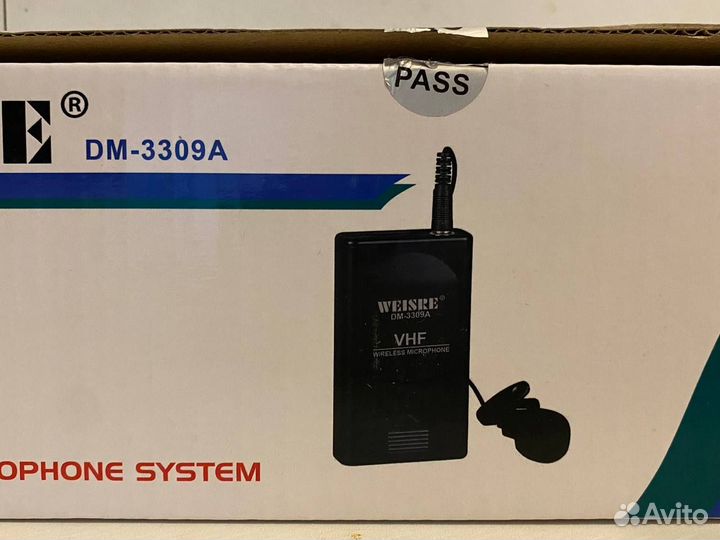 PASS
E®
DM-3309A
WEISRE®
DM-3309A
VHF
WIRELESS MICROPHONE
OPHONE SYSTEM
Avito